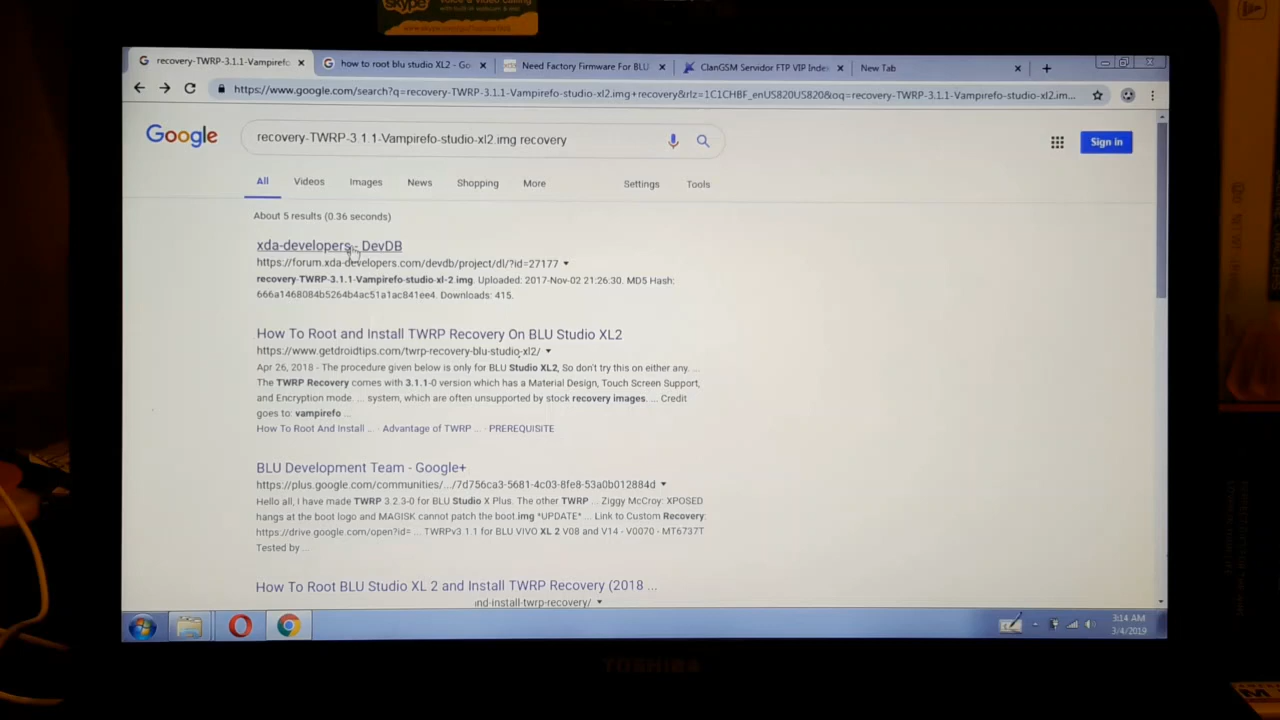 skype
voice & video calling
recovery-TWRP-3.1.1-Vampirefo
how to root blu studio XL2 - Go
Need Factory Firmware For BLU
ClanGSM Servidor FTP VIP Index
New Tab
https://www.google.com/search?q=recovery-TWRP-3.1.1-Vampirefo-studio-xl2.img+recovery&rlz=1C1CHBF_enUS820US820&oq=recovery-TWRP-3.1.1-Vampirefo-studio-xl2.im...
Google
recovery-TWRP-3.1.1-Vampirefo-studio-xl2.img recovery
Sign in
All Videos Images News Shopping More Settings Tools
About 5 results (0.36 seconds)
xda-developers - DevDB
https://forum.xda-developers.com/devdb/project/dl/?id=27177
recovery-TWRP-3.1.1-Vampirefo-studio-xl-2.img. Uploaded: 2017-Nov-02 21:26:30. MD5 Hash:
666a1468084b5264b4ac51a1ac841ee4. Downloads: 415.
How To Root and Install TWRP Recovery On BLU Studio XL2
https://www.getdroidtips.com/twrp-recovery-blu-studio-xl2/
Apr 26, 2018 - The procedure given below is only for BLU Studio XL2, So don't try this on either any. ...
The TWRP Recovery comes with 3.1.1-0 version which has a Material Design, Touch Screen Support,
and Encryption mode. ... system, which are often unsupported by stock recovery images. ... Credit
goes to: vampirefo ...
How To Root And Install ... · Advantage of TWRP ... · PREREQUISITE
BLU Development Team - Google+
https://plus.google.com/communities/.../7d756ca3-5681-4c03-8fe8-53a0b012884d
Hello all, I have made TWRP 3.2.3-0 for BLU Studio X Plus. The other TWRP ... Ziggy McCroy: XPOSED
hangs at the boot logo and MAGISK cannot patch the boot.img *UPDATE* ... Link to Custom Recovery:
https://drive.google.com/open?id= ... TWRPv3.1.1 for BLU VIVO XL 2 V08 and V14 - V0070 - MT6737T
Tested by ...
How To Root BLU Studio XL 2 and Install TWRP Recovery (2018 ...
nd-install-twrp-recovery/
3:14 AM
3/4/2019
TOSHIBA